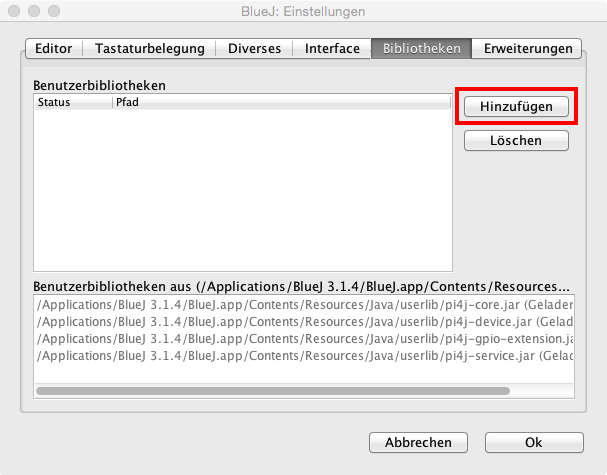 BlueJ: Einstellungen
Editor Tastaturbelegung Diverses Interface Bibliotheken Erweiterungen
Benutzerbibliotheken
Status Pfad
Hinzufügen
Löschen
Benutzerbibliotheken aus (/Applications/BlueJ 3.1.4/BlueJ.app/Contents/Resources...
/Applications/BlueJ 3.1.4/BlueJ.app/Contents/Resources/Java/userlib/pi4j-core.jar (Gelader
/Applications/BlueJ 3.1.4/BlueJ.app/Contents/Resources/Java/userlib/pi4j-device.jar (Gelad
/Applications/BlueJ 3.1.4/BlueJ.app/Contents/Resources/Java/userlib/pi4j-gpio-extension.ja
/Applications/BlueJ 3.1.4/BlueJ.app/Contents/Resources/Java/userlib/pi4j-service.jar (Gelad
Abbrechen Ok